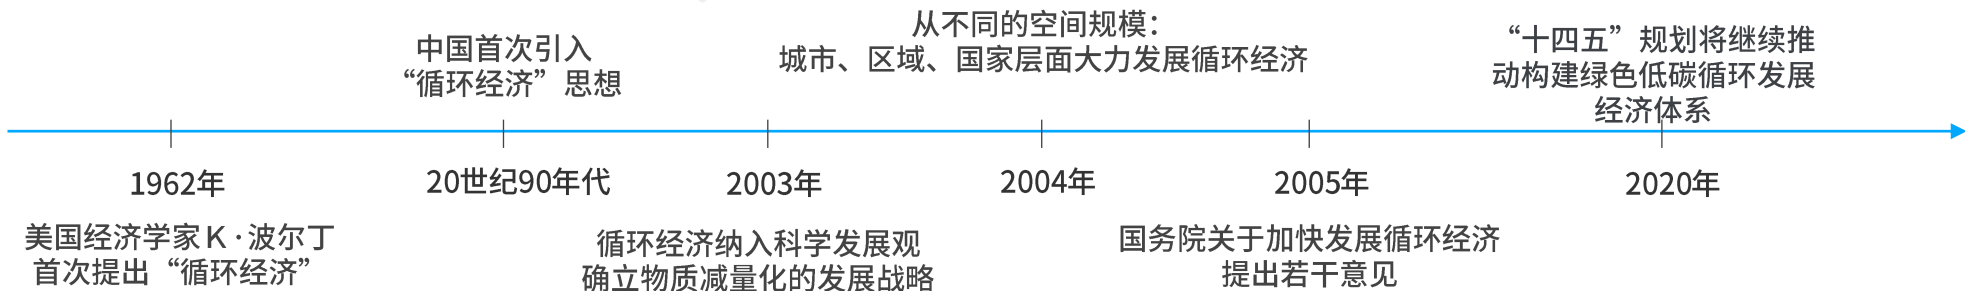 从不同的空间规模：
城市、区域、国家层面大力发展循环经济
中国首次引入
“循环经济”思想
“十四五”规划将继续推
动构建绿色低碳循环发展
经济体系
1962年
20世纪90年代
2003年
2004年
2005年
2020年
美国经济学家K·波尔丁
首次提出“循环经济”
循环经济纳入科学发展观
确立物质减量化的发展战略
国务院关于加快发展循环经济
提出若干意见